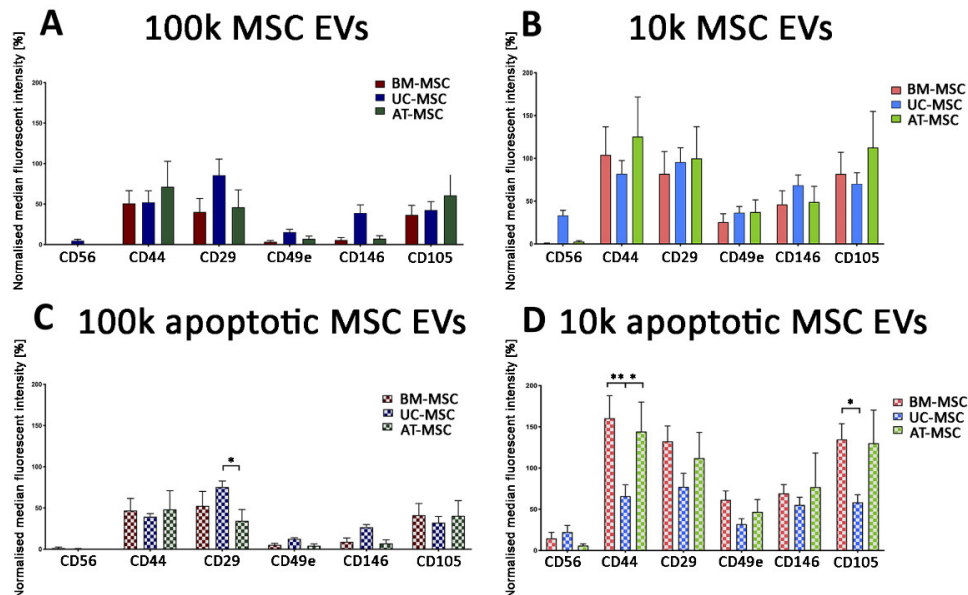 A 100k MSC EVs
Normalised median fluorescent intensity [%]
200
150
100
50
0
BM-MSC
UC-MSC
AT-MSC
CD56 CD44 CD29 CD49e CD146 CD105
B 10k MSC EVs
Normalised median fluorescent intensity [%]
200
150
100
50
0
BM-MSC
UC-MSC
AT-MSC
CD56 CD44 CD29 CD49e CD146 CD105
C 100k apoptotic MSC EVs
Normalised median fluorescent intensity [%]
200
150
100
50
0
BM-MSC
UC-MSC
AT-MSC
*
CD56 CD44 CD29 CD49e CD146 CD105
D 10k apoptotic MSC EVs
Normalised median fluorescent intensity [%]
200
150
100
50
0
** * *
BM-MSC
UC-MSC
AT-MSC
CD56 CD44 CD29 CD49e CD146 CD105